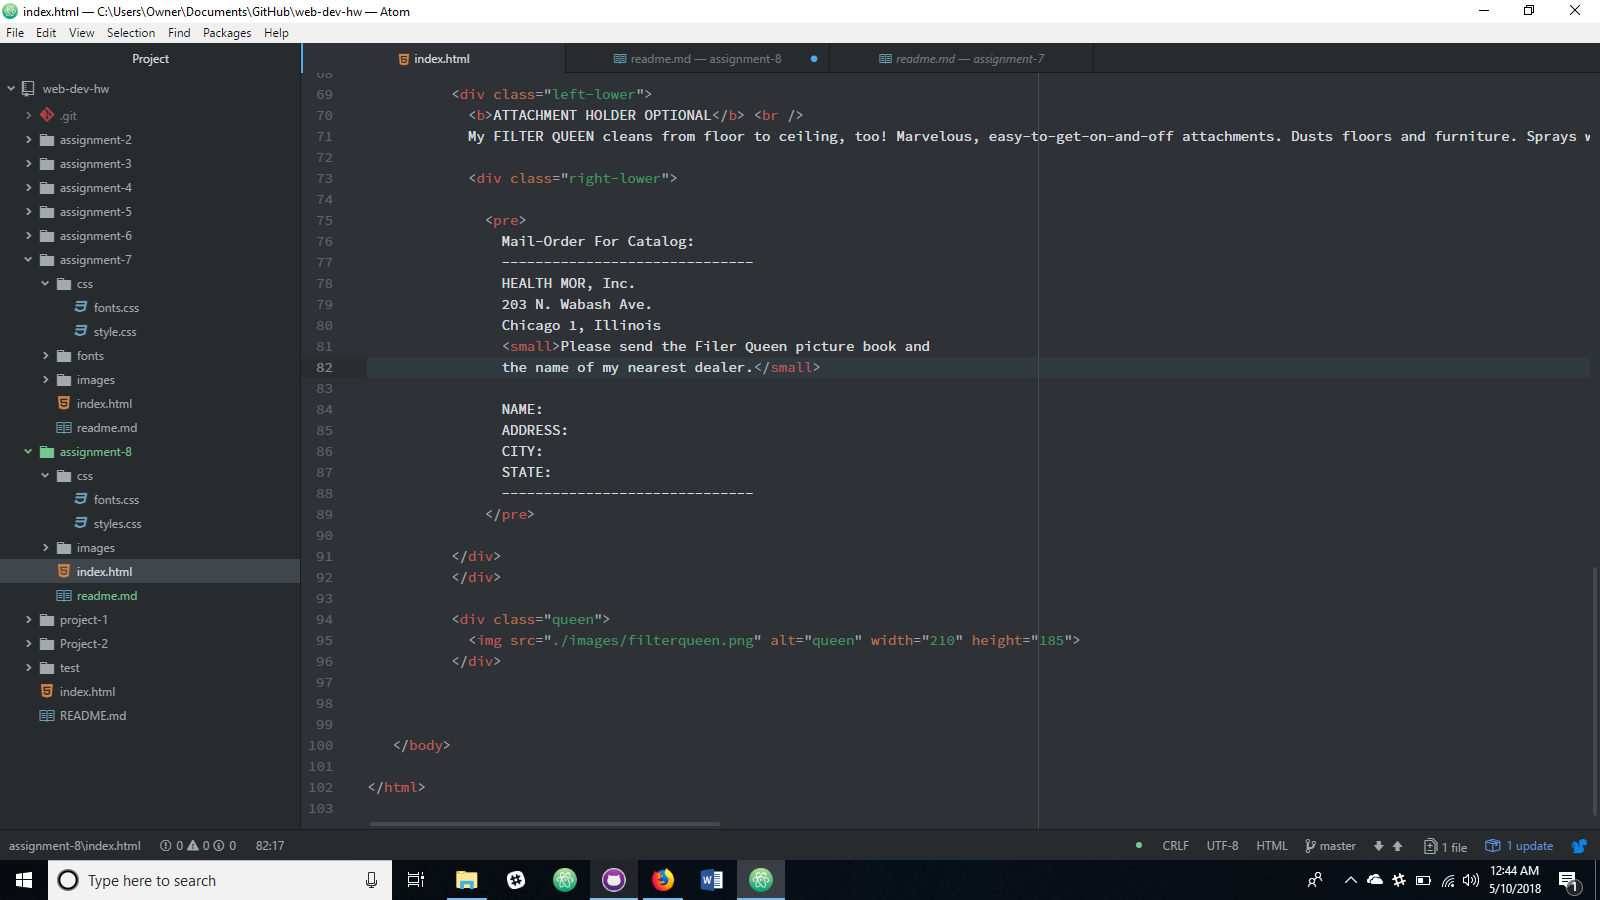 index.html — C:\Users\Owner\Documents\GitHub\web-dev-hw — Atom
File Edit View Selection Find Packages Help
Project
index.html
readme.md — assignment-8
readme.md — assignment-7
web-dev-hw
.git
assignment-2
assignment-3
assignment-4
assignment-5
assignment-6
assignment-7
css
fonts.css
style.css
fonts
images
index.html
readme.md
assignment-8
css
fonts.css
styles.css
images
index.html
readme.md
project-1
Project-2
test
index.html
README.md
68
69 <div class="left-lower">
70 <b>ATTACHMENT HOLDER OPTIONAL</b> <br />
71 My FILTER QUEEN cleans from floor to ceiling, too! Marvelous, easy-to-get-on-and-off attachments. Dusts floors and furniture. Sprays w
72
73 <div class="right-lower">
74
75 <pre>
76 Mail-Order For Catalog:
77 ------------------------------
78 HEALTH MOR, Inc.
79 203 N. Wabash Ave.
80 Chicago 1, Illinois
81 <small>Please send the Filer Queen picture book and
82 the name of my nearest dealer.</small>
83
84 NAME:
85 ADDRESS:
86 CITY:
87 STATE:
88 ------------------------------
89 </pre>
90
91 </div>
92 </div>
93
94 <div class="queen">
95 <img src="./images/filterqueen.png" alt="queen" width="210" height="185">
96 </div>
97
98
99
100 </body>
101
102 </html>
103
assignment-8\index.html 0 0 0 82:17
CRLF UTF-8 HTML master 1 file 1 update
Type here to search
12:44 AM
5/10/2018
1